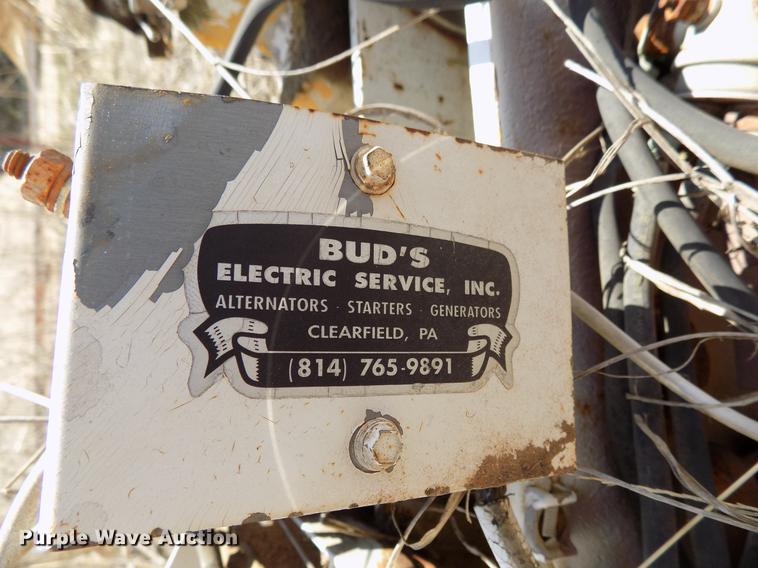 BUD'S
ELECTRIC SERVICE, INC.
ALTERNATORS · STARTERS · GENERATORS
CLEARFIELD, PA
(814) 765-9891
Purple Wave Auction